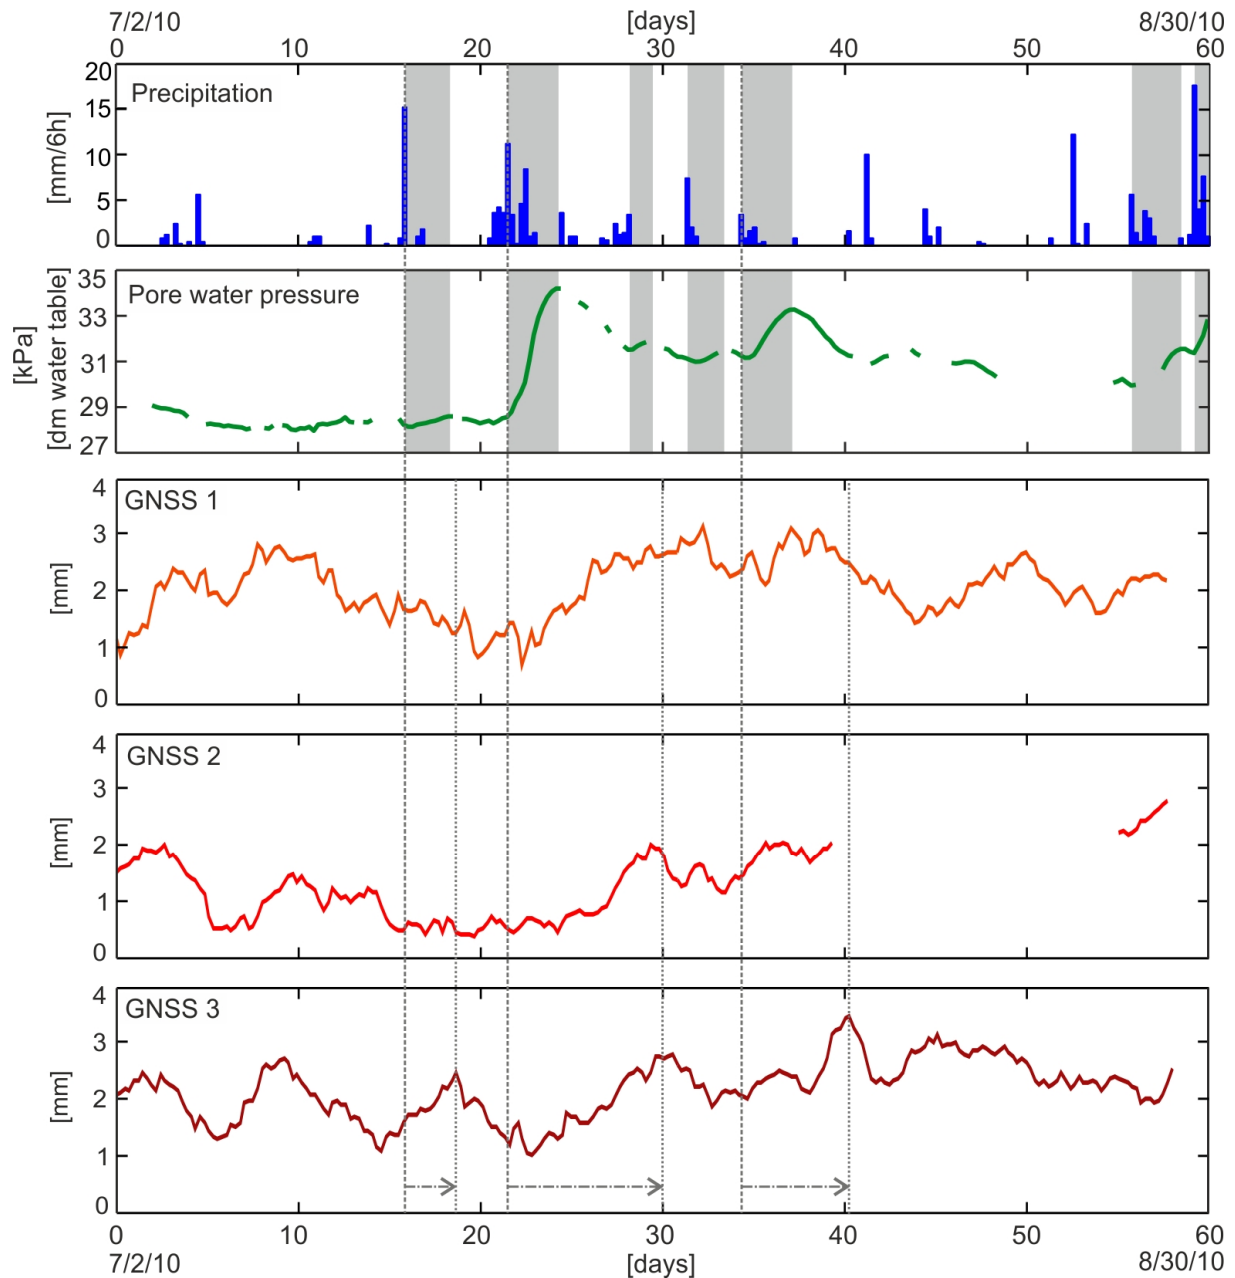 7/2/10 [days] 8/30/10
0 10 20 30 40 50 60
20
15
10
5
0
[mm/6h]
Precipitation
35
33
31
29
27
[kPa]
[dm water table]
Pore water pressure
4
3
2
1
0
[mm]
GNSS 1
4
3
2
1
0
[mm]
GNSS 2
4
3
2
1
0
[mm]
GNSS 3
0 10 20 30 40 50 60
7/2/10 [days] 8/30/10